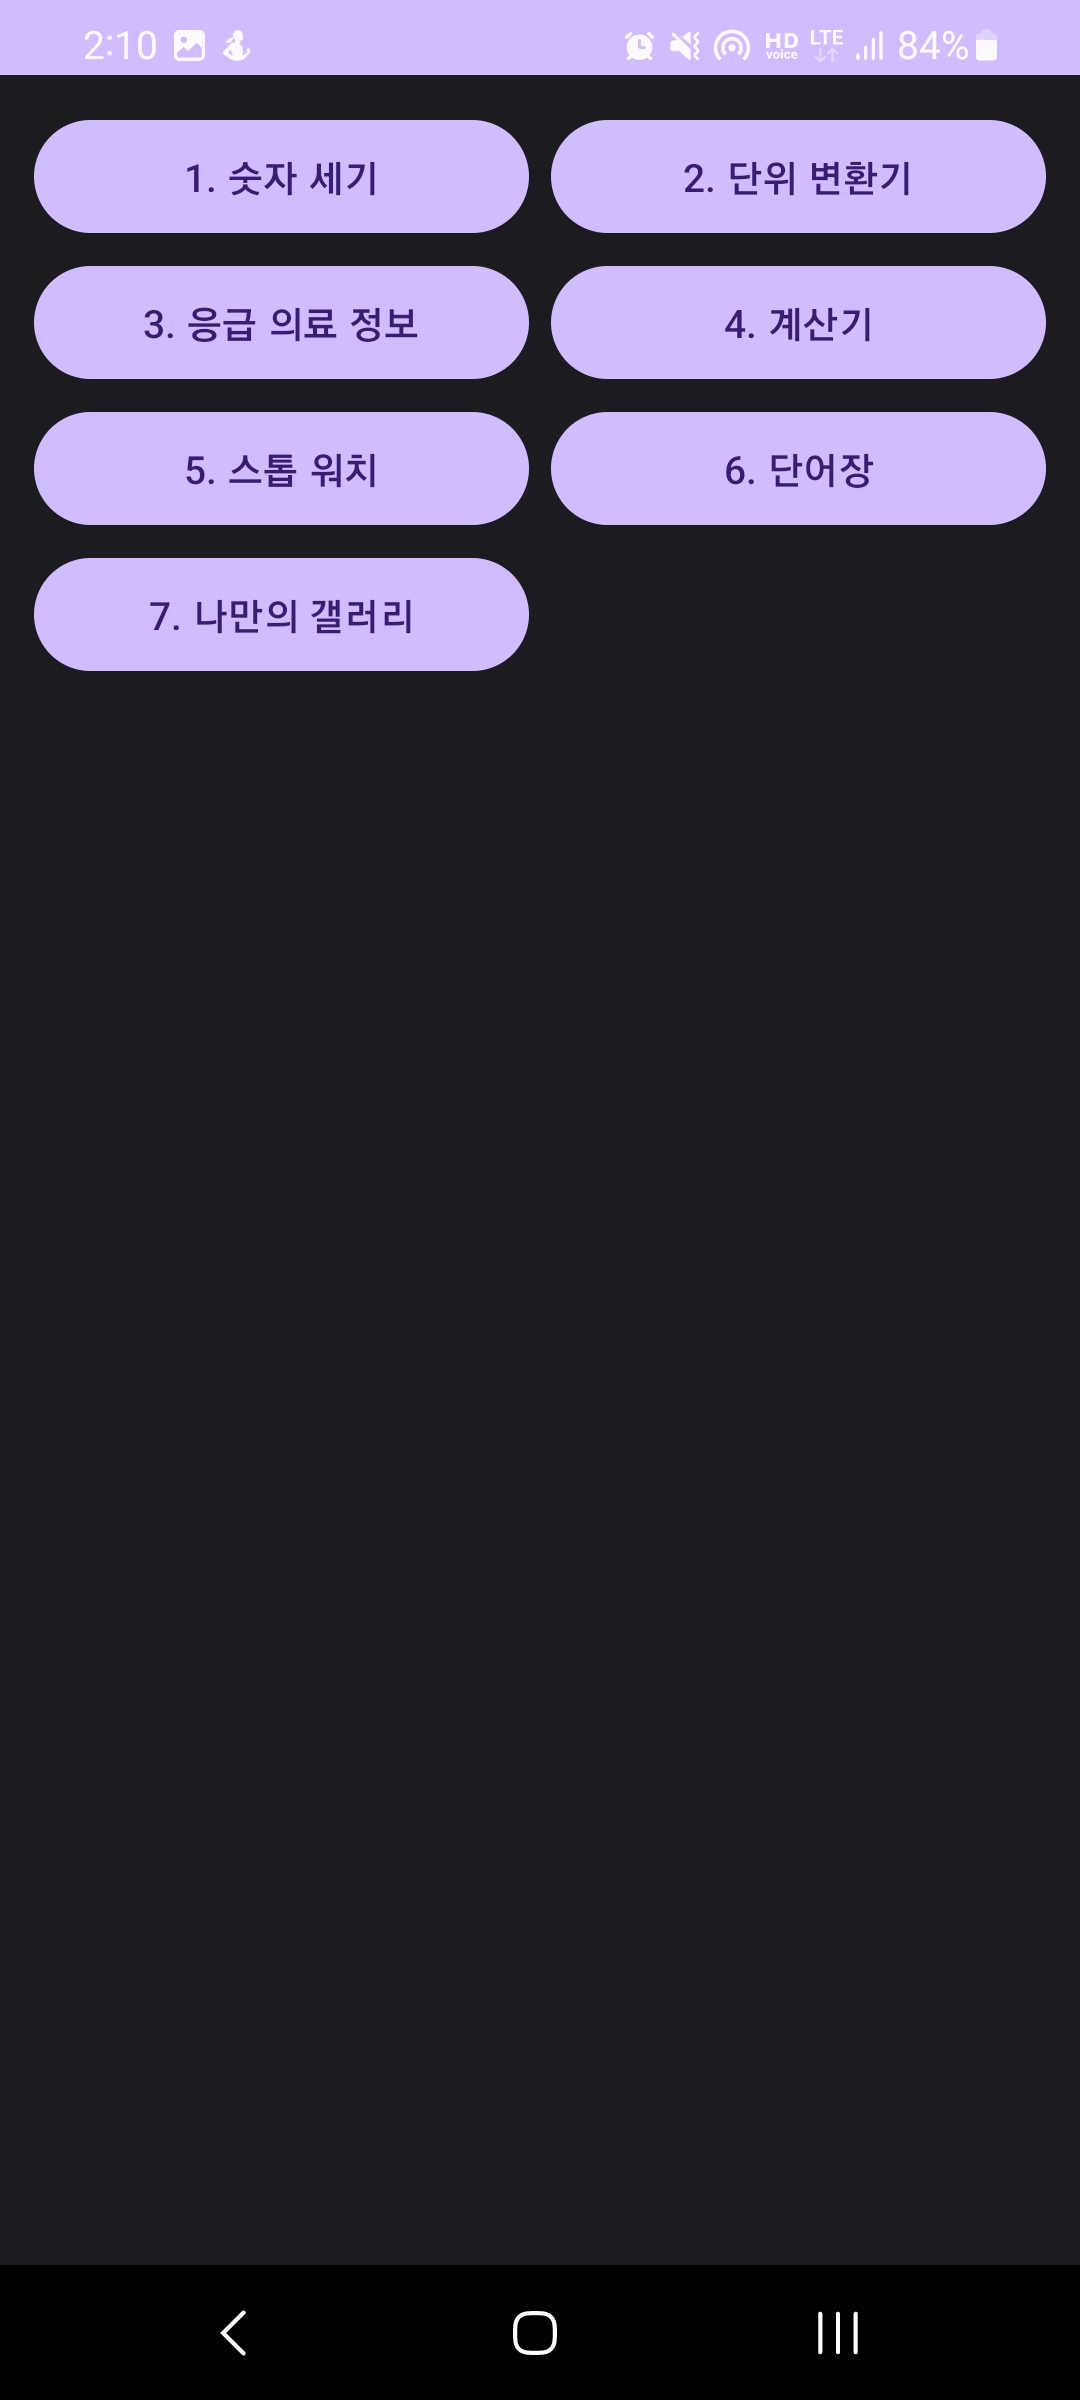 2:10 HD voice LTE 84%
1. 숫자 세기
2. 단위 변환기
3. 응급 의료 정보
4. 계산기
5. 스톱 워치
6. 단어장
7. 나만의 갤러리